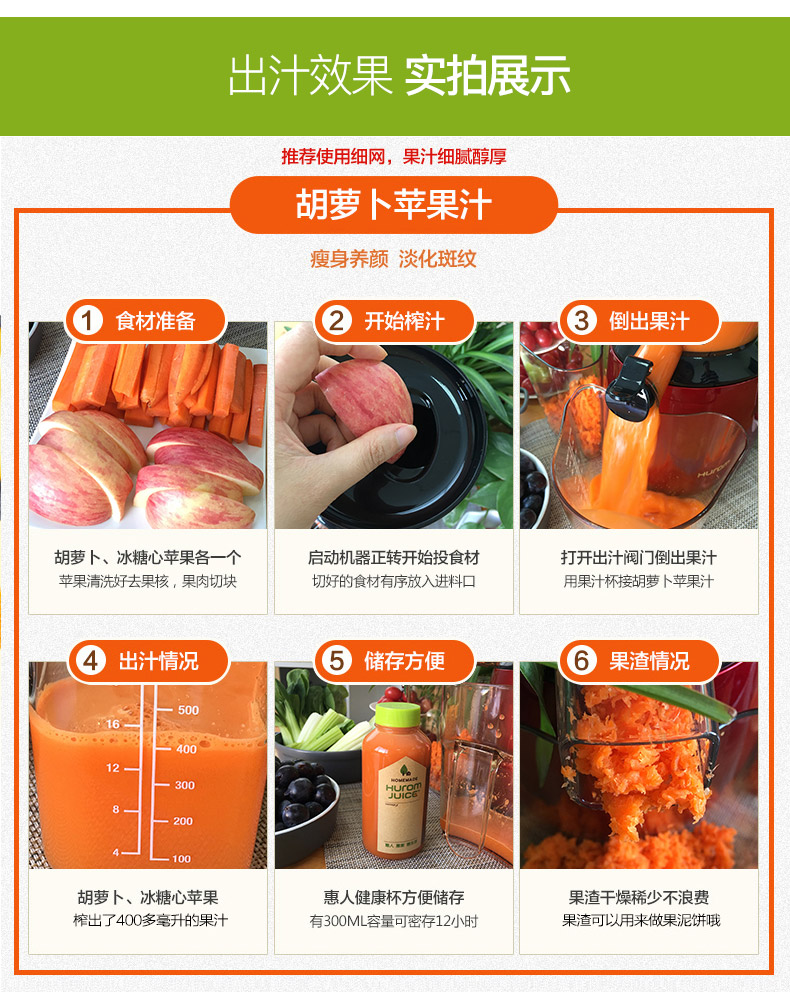 出汁效果 实拍展示
推荐使用细网，果汁细腻醇厚
胡萝卜苹果汁
瘦身养颜 淡化斑纹
1 食材准备
胡萝卜、冰糖心苹果各一个
苹果清洗好去果核，果肉切块
2 开始榨汁
启动机器正转开始投食材
切好的食材有序放入进料口
3 倒出果汁
Hurom
打开出汁阀门倒出果汁
用果汁杯接胡萝卜苹果汁
4 出汁情况
500
16
400
12
300
8
200
4
100
胡萝卜、冰糖心苹果
榨出了400多毫升的果汁
5 储存方便
HOMEMADE
Hurom
JUICE
惠人健康杯方便储存
有300ML容量可密存12小时
6 果渣情况
果渣干燥稀少不浪费
果渣可以用来做果泥饼哦